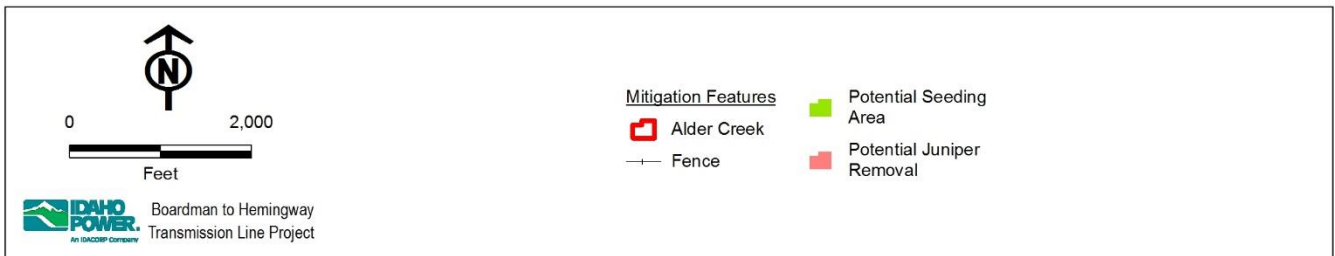 N
0 2,000
Feet
IDAHO
POWER.
An IDACORP Company
Boardman to Hemingway
Transmission Line Project
Mitigation Features
Alder Creek
Fence
Potential Seeding
Area
Potential Juniper
Removal